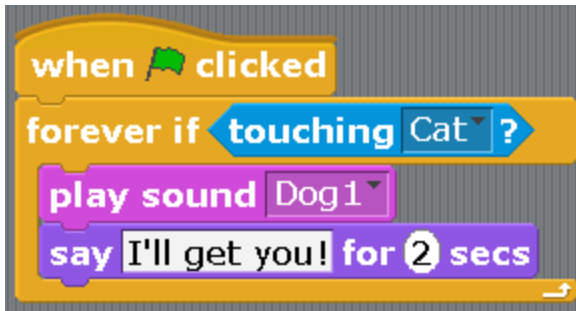 when clicked
forever if touching Cat ?
play sound Dog1
say I'll get you! for 2 secs